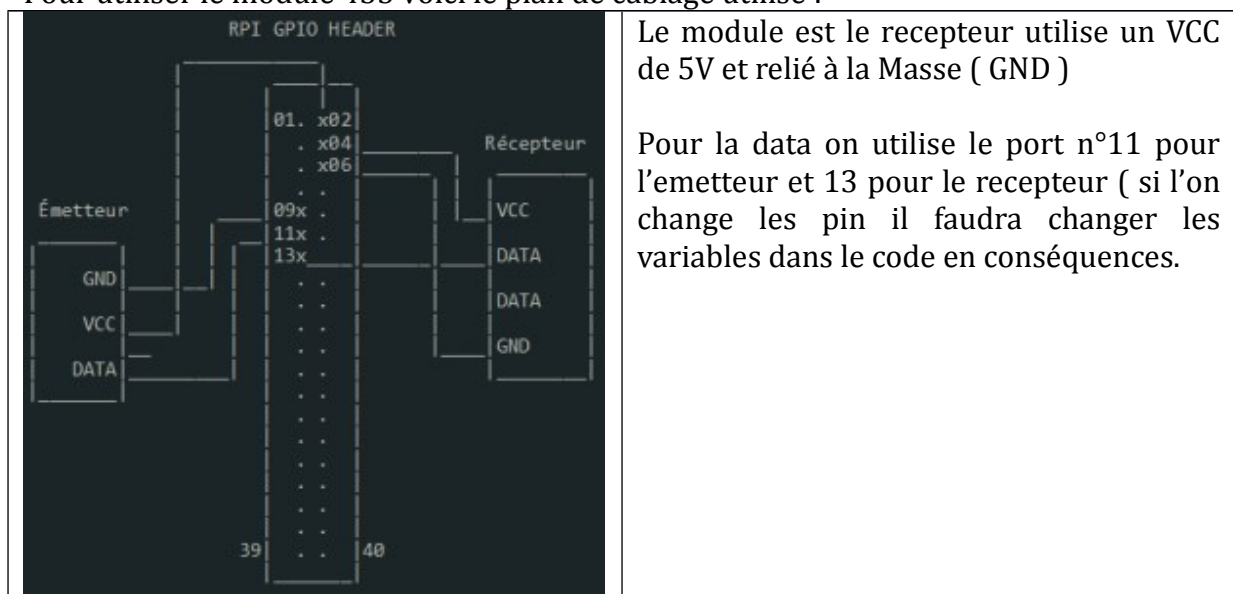 Pour utiliser le module 433 voici le plan de câblage utilisé :
RPI GPIO HEADER
01. x02
. x04
. x06
. .
09x .
11x .
13x
. .
. .
. .
. .
. .
. .
. .
. .
. .
. .
. .
. .
39 . . 40
Émetteur
GND
VCC
DATA
Récepteur
VCC
DATA
DATA
GND
Le module est le recepteur utilise un VCC
de 5V et relié à la Masse ( GND )
Pour la data on utilise le port n°11 pour
l'emetteur et 13 pour le recepteur ( si l'on
change les pin il faudra changer les
variables dans le code en conséquences.